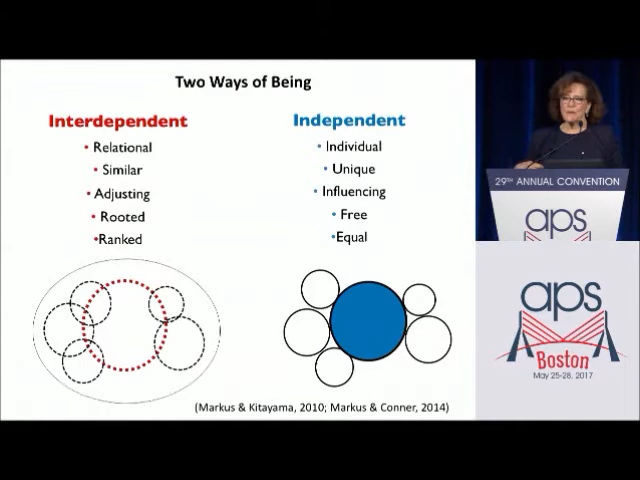 Two Ways of Being
Interdependent
• Relational
• Similar
• Adjusting
• Rooted
•Ranked
Independent
• Individual
• Unique
• Influencing
• Free
•Equal
(Markus & Kitayama, 2010; Markus & Conner, 2014)
29TH ANNUAL CONVENTION
aps
aps
Boston
May 25-28, 2017